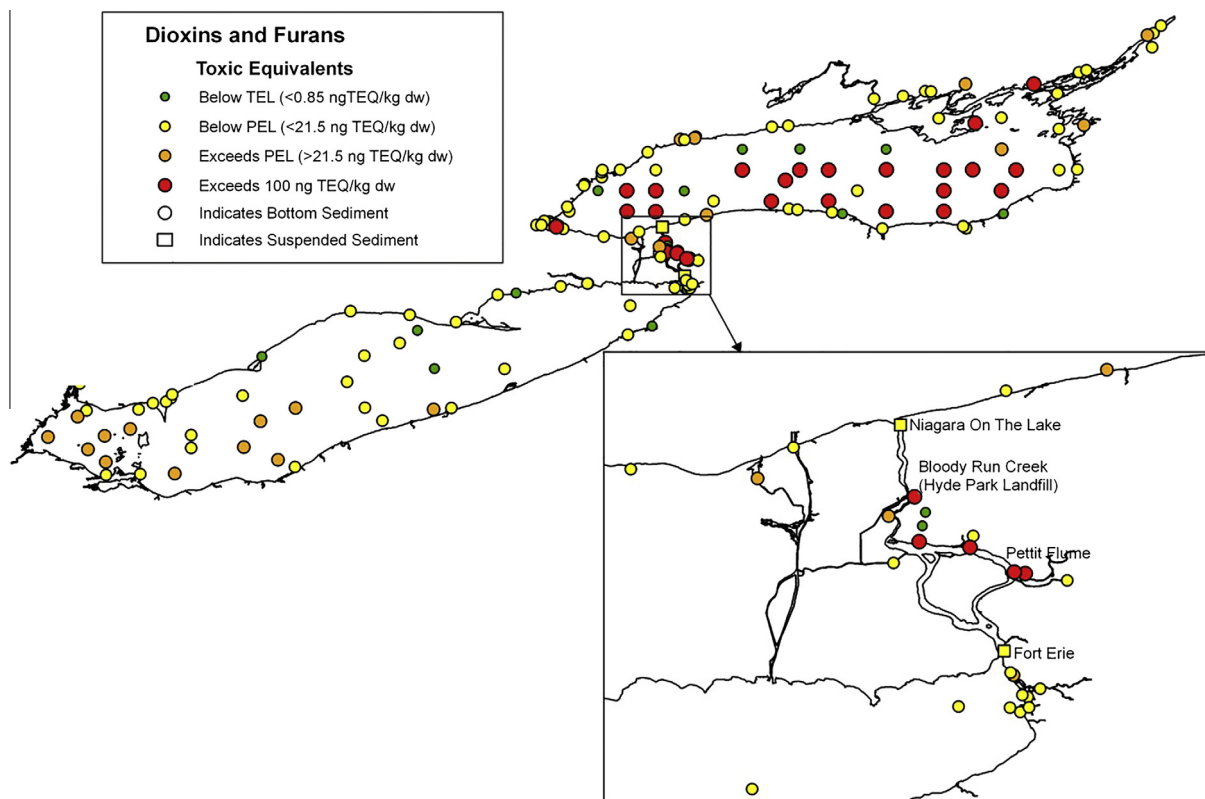 Dioxins and Furans
Toxic Equivalents
Below TEL (<0.85 ngTEQ/kg dw)
Below PEL (<21.5 ng TEQ/kg dw)
Exceeds PEL (>21.5 ng TEQ/kg dw)
Exceeds 100 ng TEQ/kg dw
Indicates Bottom Sediment
Indicates Suspended Sediment
Niagara On The Lake
Bloody Run Creek
(Hyde Park Landfill)
Pettit Flume
Fort Erie